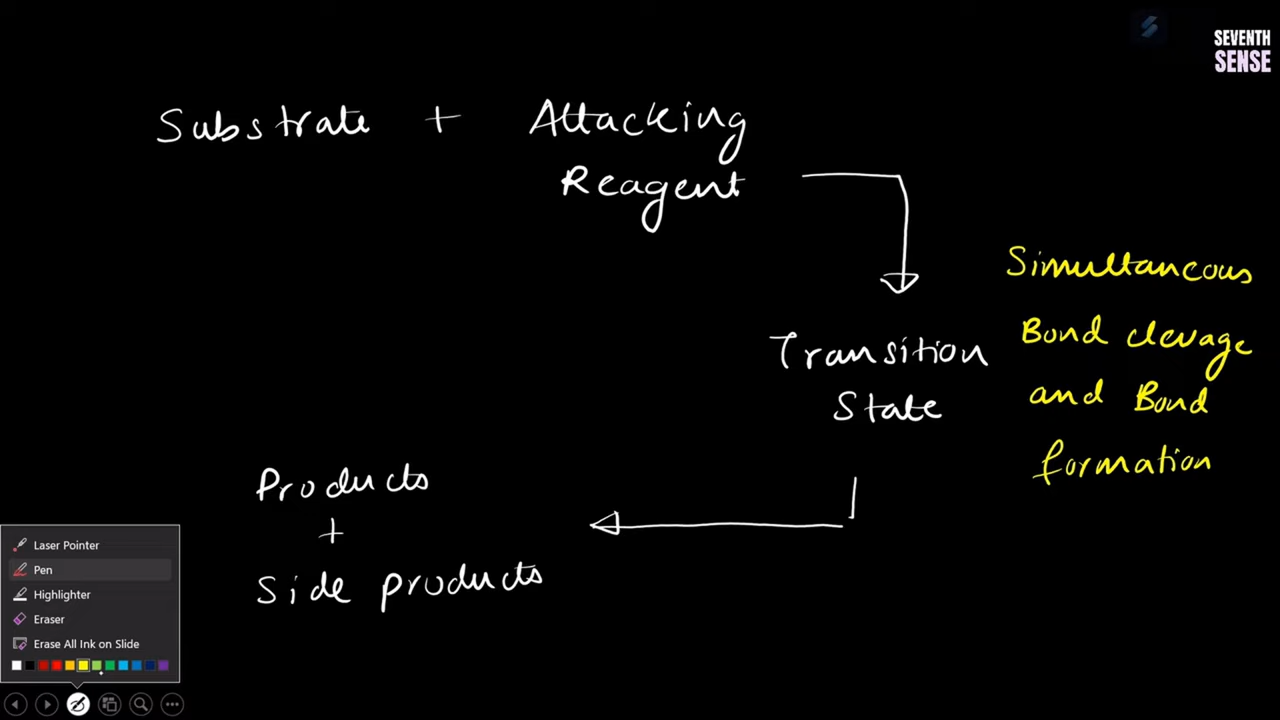 SEVENTH
SENSE
Substrate + Attacking
Reagent
Simultaneous
Bond clevage
and Bond
formation
Transition
State
Products
+
Side products
Laser Pointer
Pen
Highlighter
Eraser
Erase All Ink on Slide